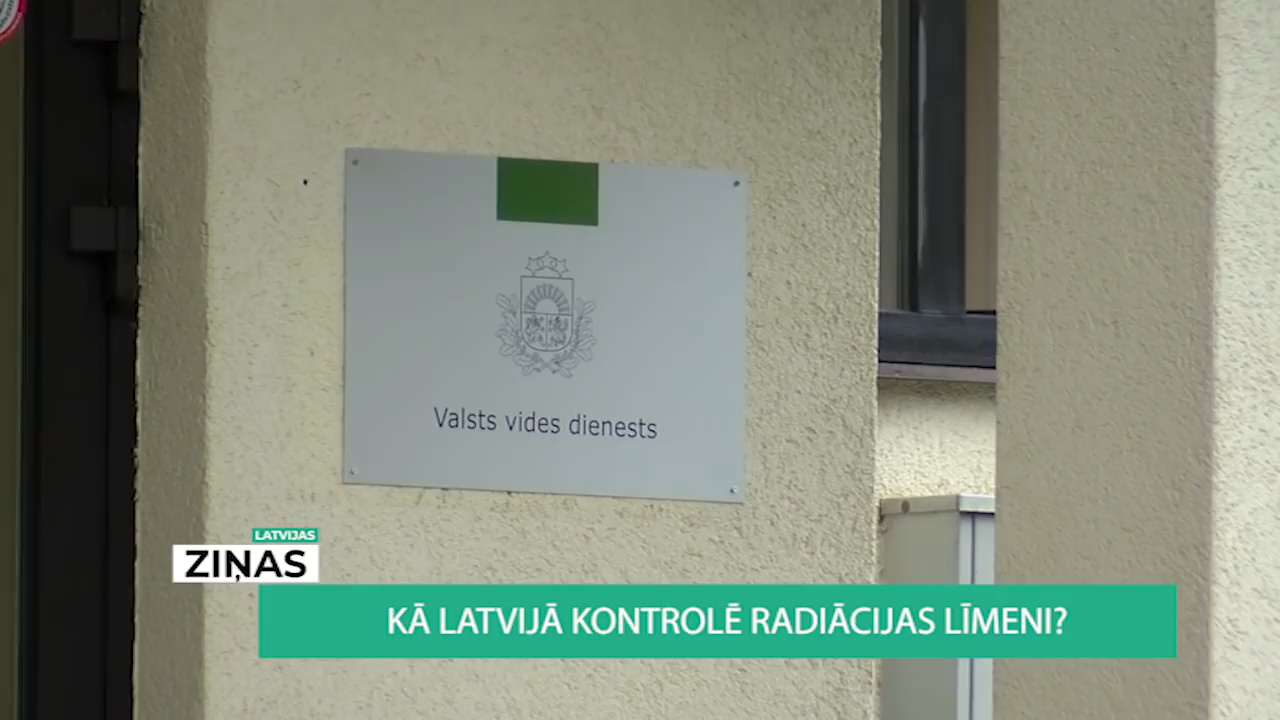 Valsts vides dienests
LATVIJAS
ZIŅAS
KĀ LATVIJĀ KONTROLĒ RADIĀCIJAS LĪMENI?